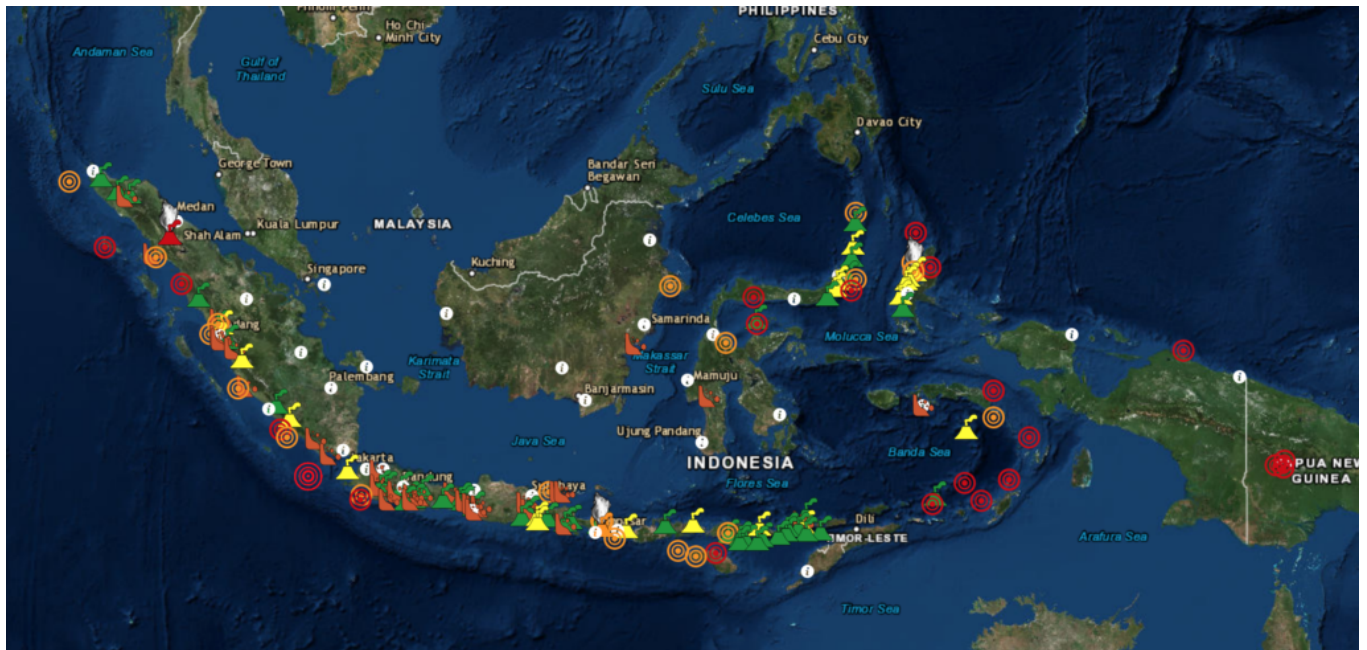 PHILIPPINES
Ho Chi
Minh City
Andaman Sea
Gulf of
Thailand
Cebu City
Sulu Sea
Davao City
George Town
Bandar Seri
Begawan
Medan
Celebes Sea
Kuala Lumpur
MALAYSIA
Shah Alam
Kuching
Singapore
Samarinda
Molucca Sea
Karimata
Strait
Makassar
Strait
Palembang
Mamuju
Banjarmasin
Ujung Pandang
Java Sea
Banda Sea
INDONESIA
Flores Sea
GUINEA
Dili
Arafura Sea
Timor Sea